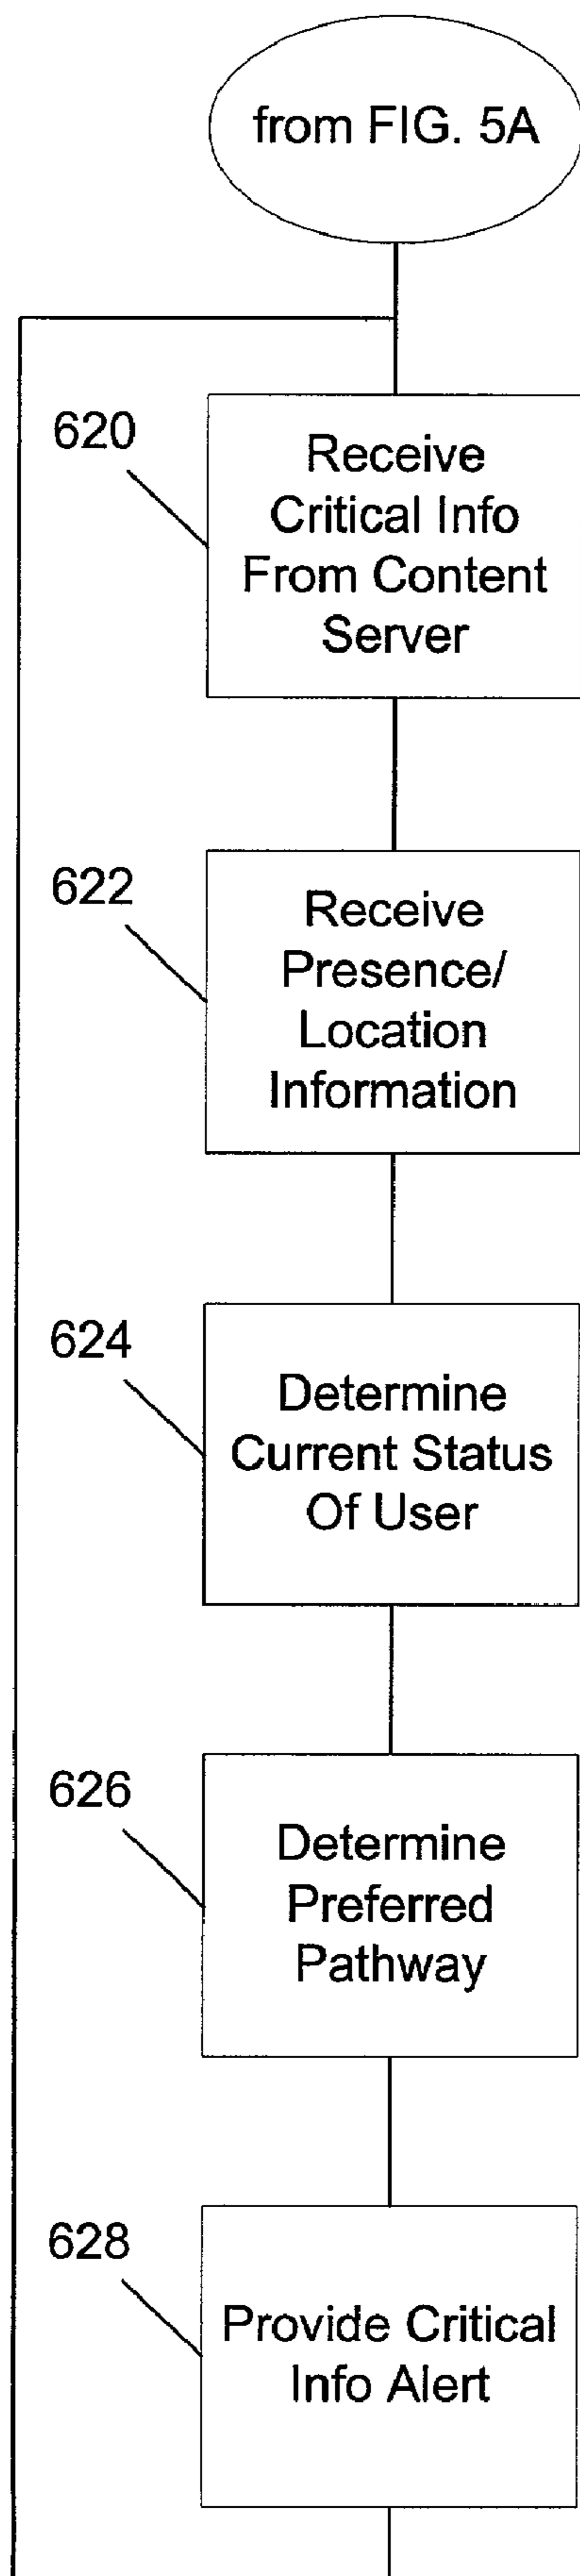 from FIG. 5A
620
Receive
Critical Info
From Content
Server
622
Receive
Presence/
Location
Information
624
Determine
Current Status
Of User
626
Determine
Preferred
Pathway
628
Provide Critical
Info Alert